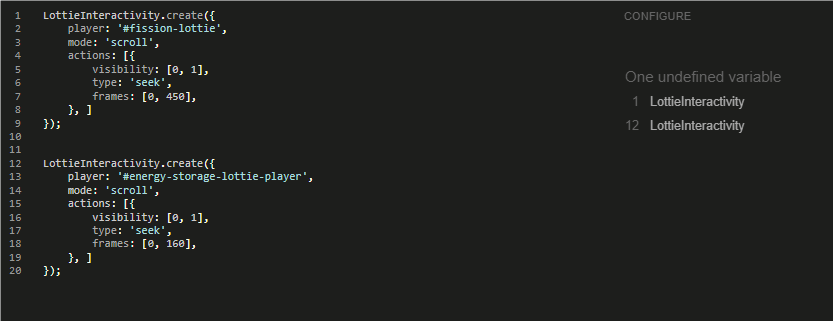 1 LottieInteractivity.create({
2 player: '#fission-lottie',
3 mode: 'scroll',
4 actions: [{
5 visibility: [0, 1],
6 type: 'seek',
7 frames: [0, 450],
8 }, ]
9 });
10
11
12 LottieInteractivity.create({
13 player: '#energy-storage-lottie-player',
14 mode: 'scroll',
15 actions: [{
16 visibility: [0, 1],
17 type: 'seek',
18 frames: [0, 160],
19 }, ]
20 });
CONFIGURE
One undefined variable
1 LottieInteractivity
12 LottieInteractivity